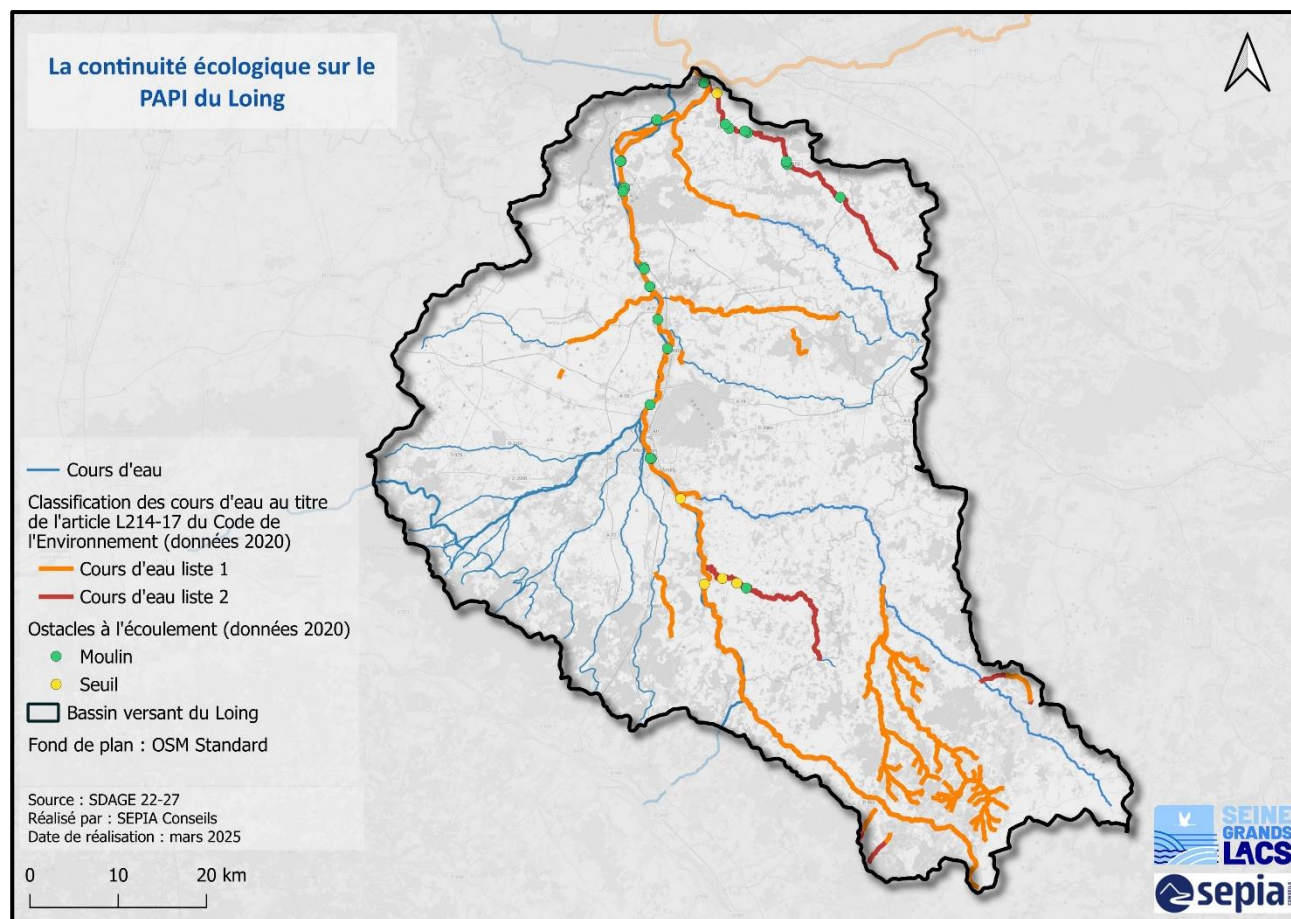 La continuité écologique sur le
PAPI du Loing
Cours d'eau
Classification des cours d'eau au titre
de l'article L214-17 du Code de
l'Environnement (données 2020)
Cours d'eau liste 1
Cours d'eau liste 2
Ostacles à l'écoulement (données 2020)
Moulin
Seuil
Bassin versant du Loing
Fond de plan : OSM Standard
Source : SDAGE 22-27
Réalisé par : SEPIA Conseils
Date de réalisation : mars 2025
0 10 20 km
SEINE
GRANDS
LACS
sepia
CONSEILS